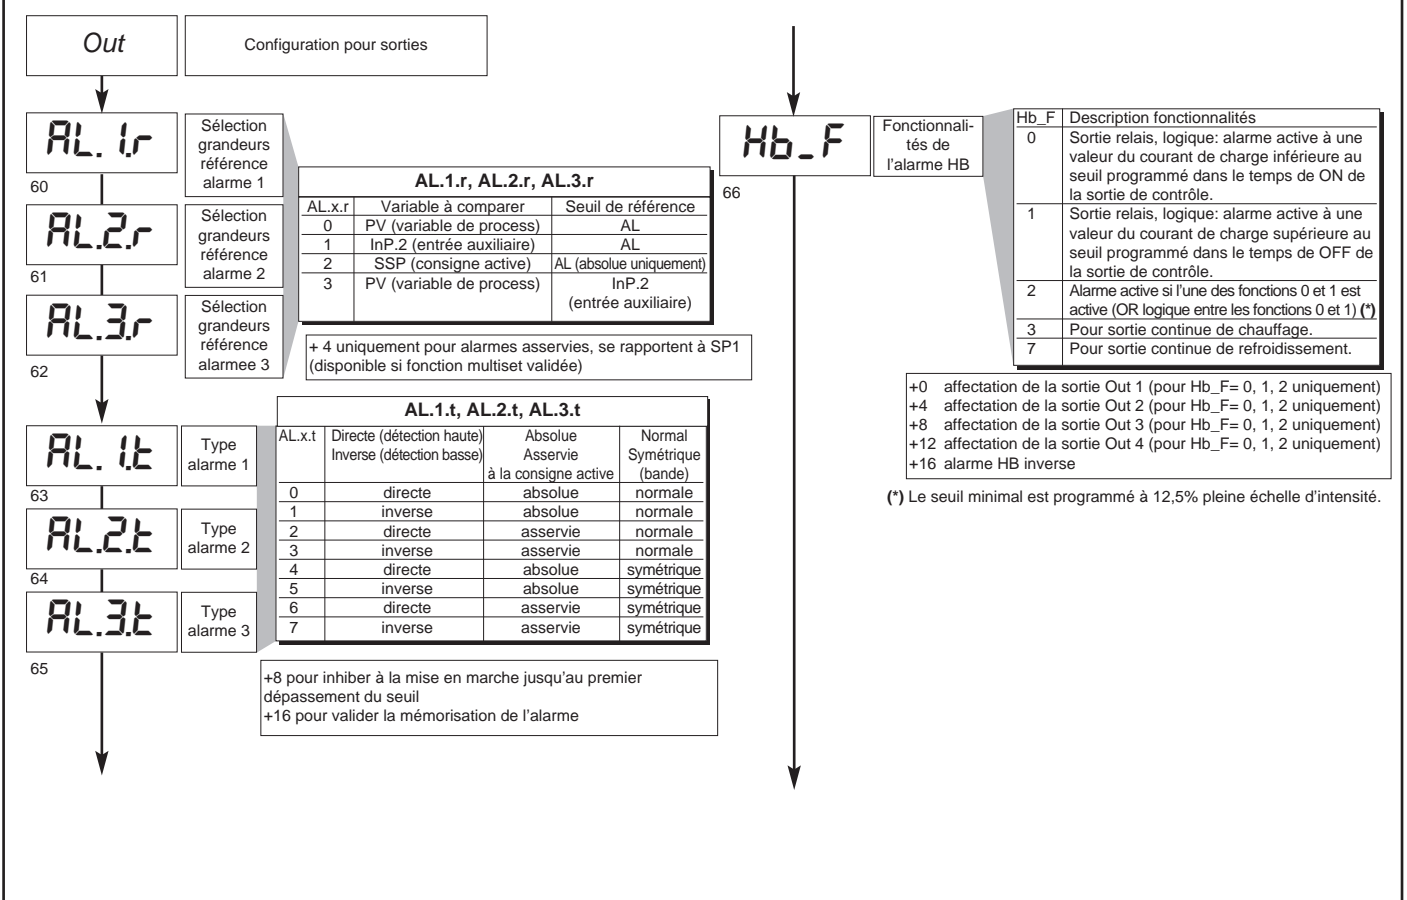 Out
Configuration pour sorties
AL.1.r
60
Sélection
grandeurs
référence
alarme 1
AL.2.r
61
Sélection
grandeurs
référence
alarme 2
AL.3.r
62
Sélection
grandeurs
référence
alarmee 3
AL.1.r, AL.2.r, AL.3.r
AL.x.r Variable à comparer Seuil de référence
0 PV (variable de process) AL
1 InP.2 (entrée auxiliaire) AL
2 SSP (consigne active) AL (absolue uniquement)
3 PV (variable de process) InP.2
(entrée auxiliaire)
+ 4 uniquement pour alarmes asservies, se rapportent à SP1
(disponible si fonction multiset validée)
AL.1.t
63
Type
alarme 1
AL.2.t
64
Type
alarme 2
AL.3.t
65
Type
alarme 3
AL.1.t, AL.2.t, AL.3.t
AL.x.t Directe (détection haute) Absolue Normal
Inverse (détection basse) Asservie Symétrique
à la consigne active (bande)
0 directe absolue normale
1 inverse absolue normale
2 directe asservie normale
3 inverse asservie normale
4 directe absolue symétrique
5 inverse absolue symétrique
6 directe asservie symétrique
7 inverse asservie symétrique
+8 pour inhiber à la mise en marche jusqu’au premier
dépassement du seuil
+16 pour valider la mémorisation de l’alarme
Hb_F
66
Fonctionnali-
tés de
l’alarme HB
Hb_F Description fonctionnalités
0 Sortie relais, logique: alarme active à une
valeur du courant de charge inférieure au
seuil programmé dans le temps de ON de
la sortie de contrôle.
1 Sortie relais, logique: alarme active à une
valeur du courant de charge supérieure au
seuil programmé dans le temps de OFF de
la sortie de contrôle.
2 Alarme active si l’une des fonctions 0 et 1 est
active (OR logique entre les fonctions 0 et 1) (*)
3 Pour sortie continue de chauffage.
7 Pour sortie continue de refroidissement.
+0 affectation de la sortie Out 1 (pour Hb_F= 0, 1, 2 uniquement)
+4 affectation de la sortie Out 2 (pour Hb_F= 0, 1, 2 uniquement)
+8 affectation de la sortie Out 3 (pour Hb_F= 0, 1, 2 uniquement)
+12 affectation de la sortie Out 4 (pour Hb_F= 0, 1, 2 uniquement)
+16 alarme HB inverse
(*) Le seuil minimal est programmé à 12,5% pleine échelle d’intensité.